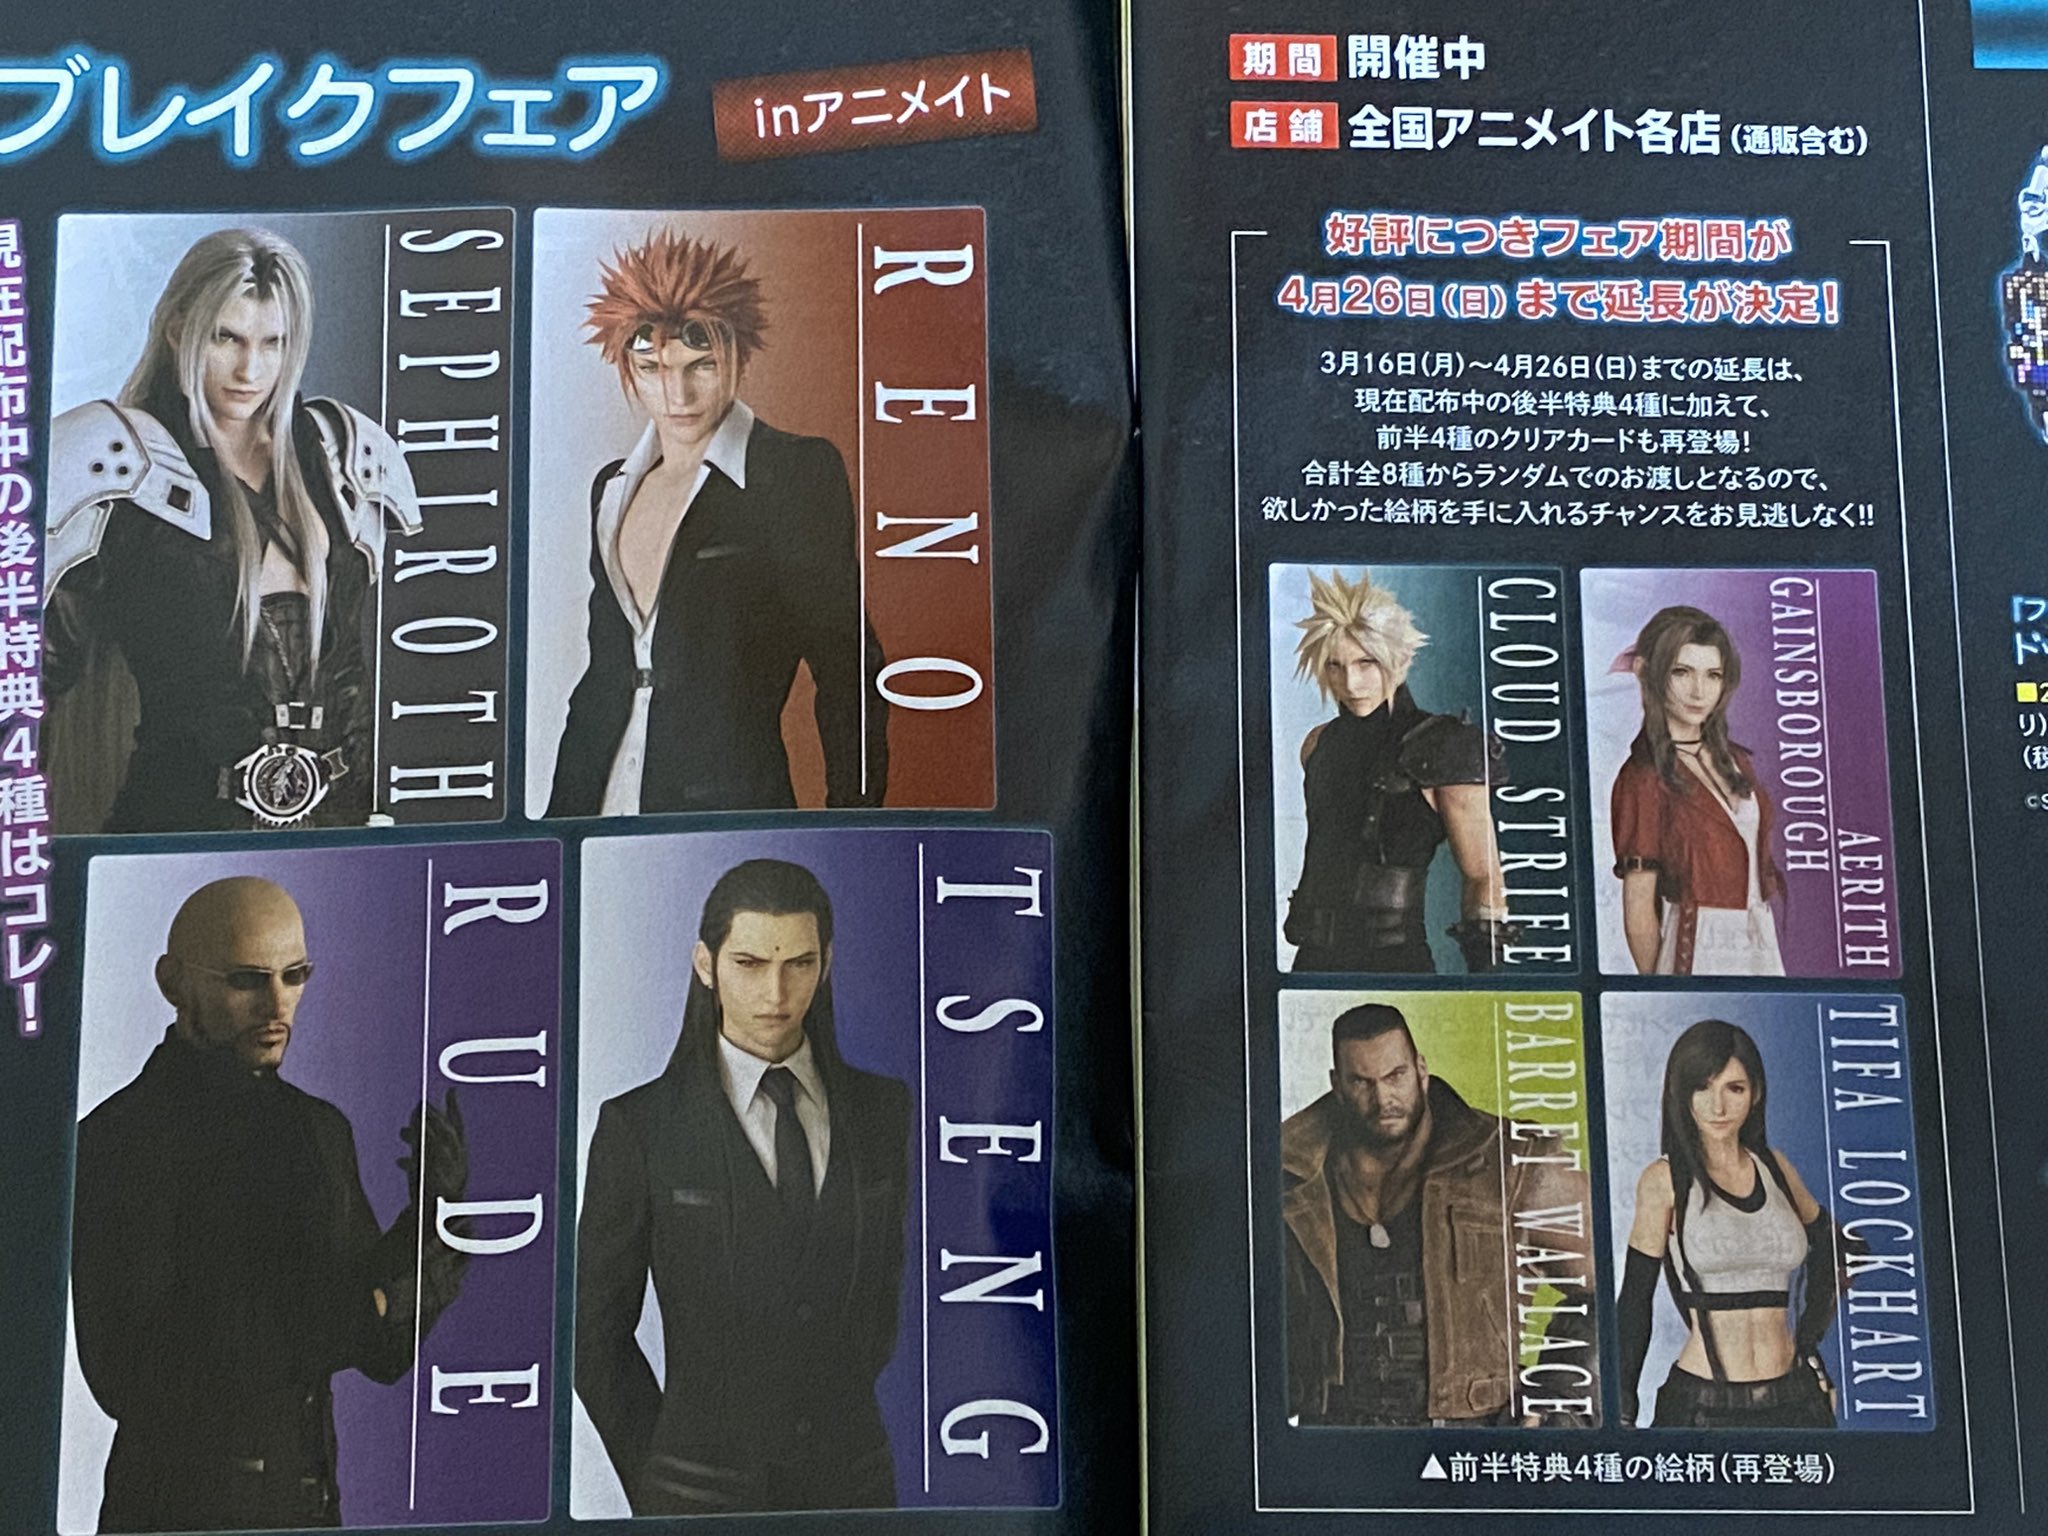 ブレイクフェア
inアニメイト
現在配布中の後半特典4種はコレ!
SEPHIROTH
RENO
RUDE
TSENG
期間 開催中
店舗 全国アニメイト各店(通販含む)
好評につきフェア期間が
4月26日(日)まで延長が決定!
3月16日(月)~4月26日(日)までの延長は、
現在配布中の後半特典4種に加えて、
前半4種のクリアカードも再登場!
合計全8種からランダムでのお渡しとなるので、
欲しかった絵柄を手に入れるチャンスをお見逃しなく!!
CLOUD STRIFE
GAINSBOROUGH
AERITH
BARRET WALLACE
TIFA LOCKHART
▲前半特典4種の絵柄(再登場)
『フ
ド
■2
リ)
(税
©S